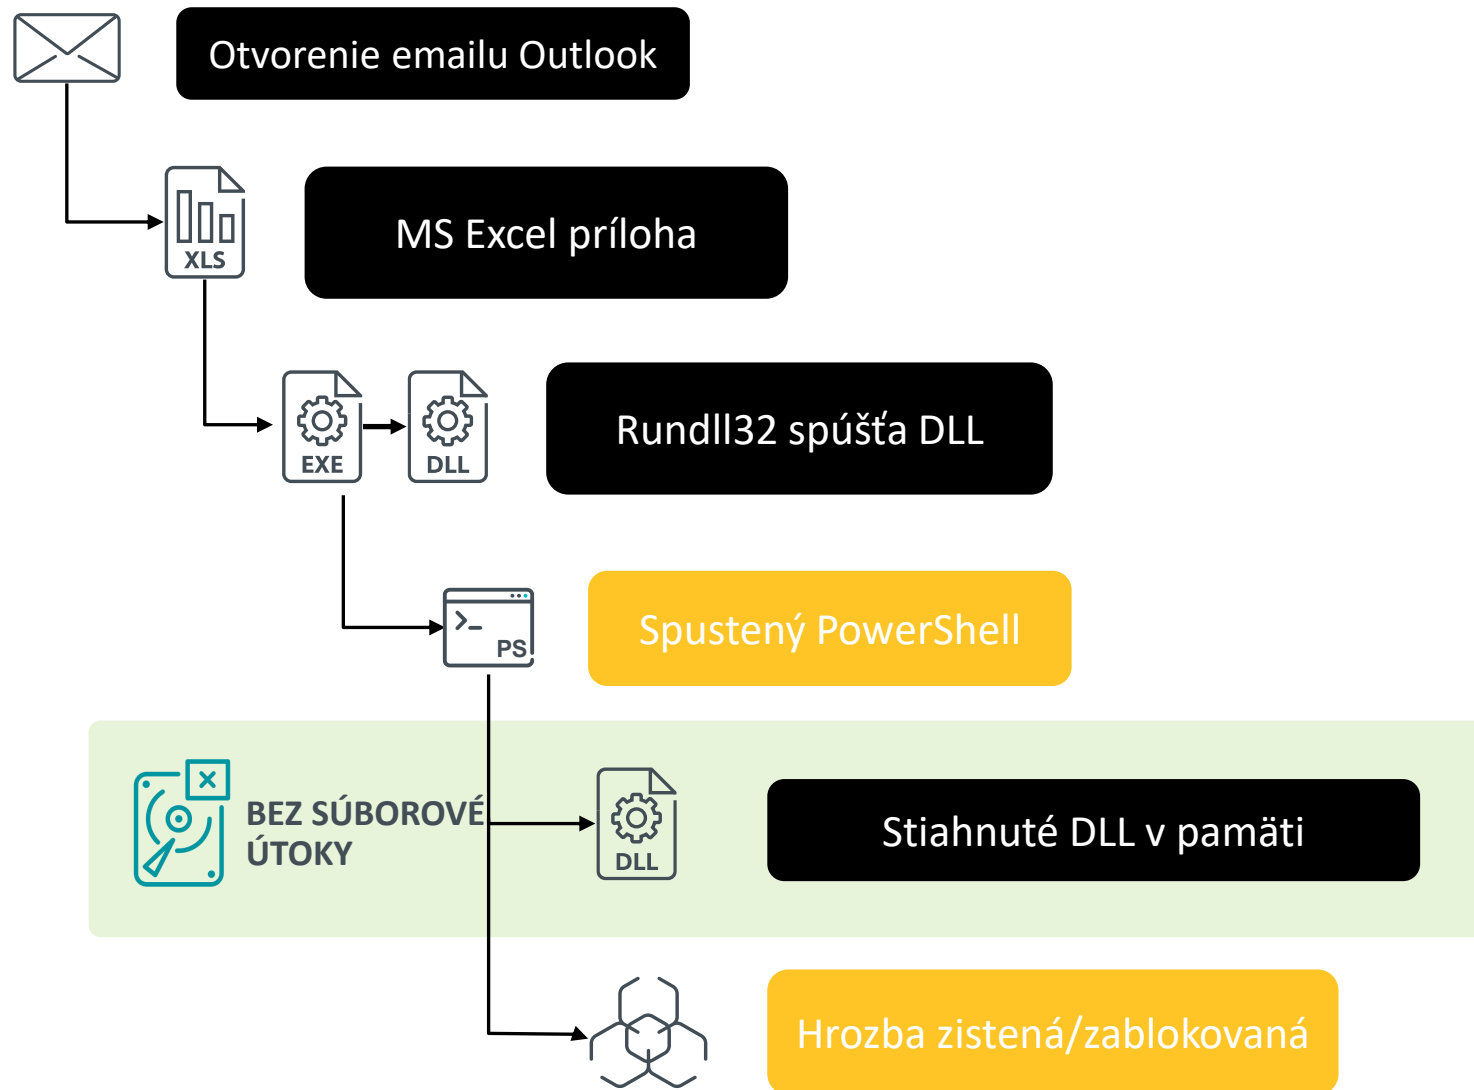 Otvorenie emailu Outlook
XLS
MS Excel príloha
EXE
DLL
Rundll32 spúšťa DLL
>_
PS
Spustený PowerShell
BEZ SÚBOROVÉ
ÚTOKY
DLL
Stiahnuté DLL v pamäti
Hrozba zistená/zablokovaná